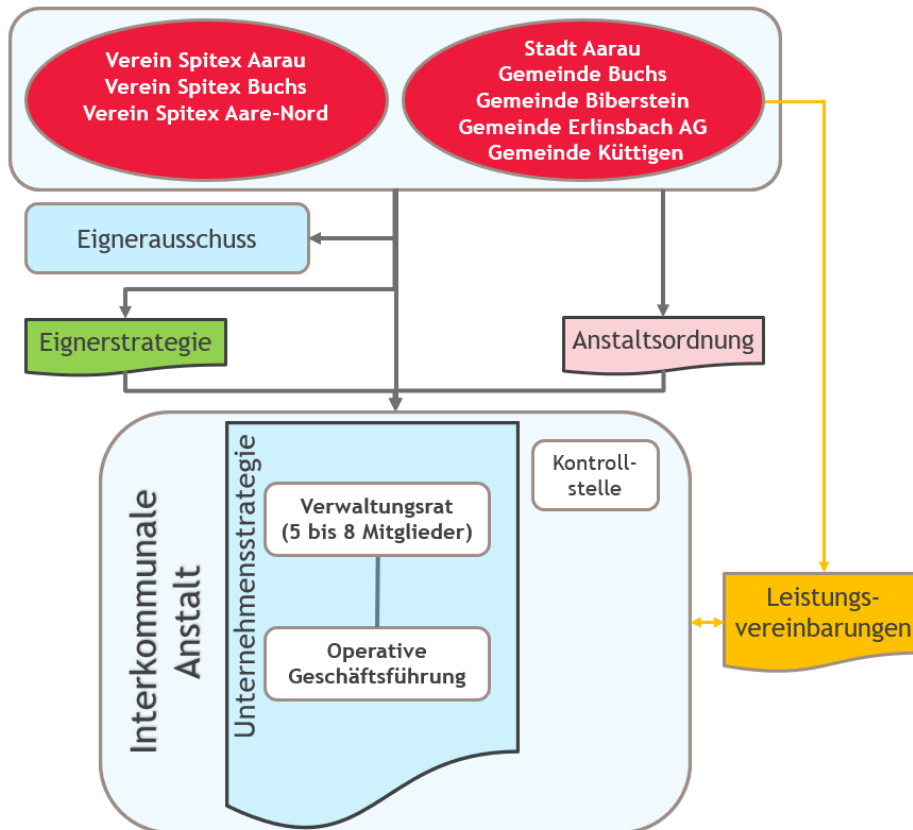 Verein Spitex Aarau
Verein Spitex Buchs
Verein Spitex Aare-Nord
Stadt Aarau
Gemeinde Buchs
Gemeinde Biberstein
Gemeinde Erlinsbach AG
Gemeinde Küttigen
Eignerausschuss
Eignerstrategie
Anstaltsordnung
Interkommunale
Anstalt
Unternehmensstrategie
Verwaltungsrat
(5 bis 8 Mitglieder)
Operative
Geschäftsführung
Kontroll-
stelle
Leistungs-
vereinbarungen